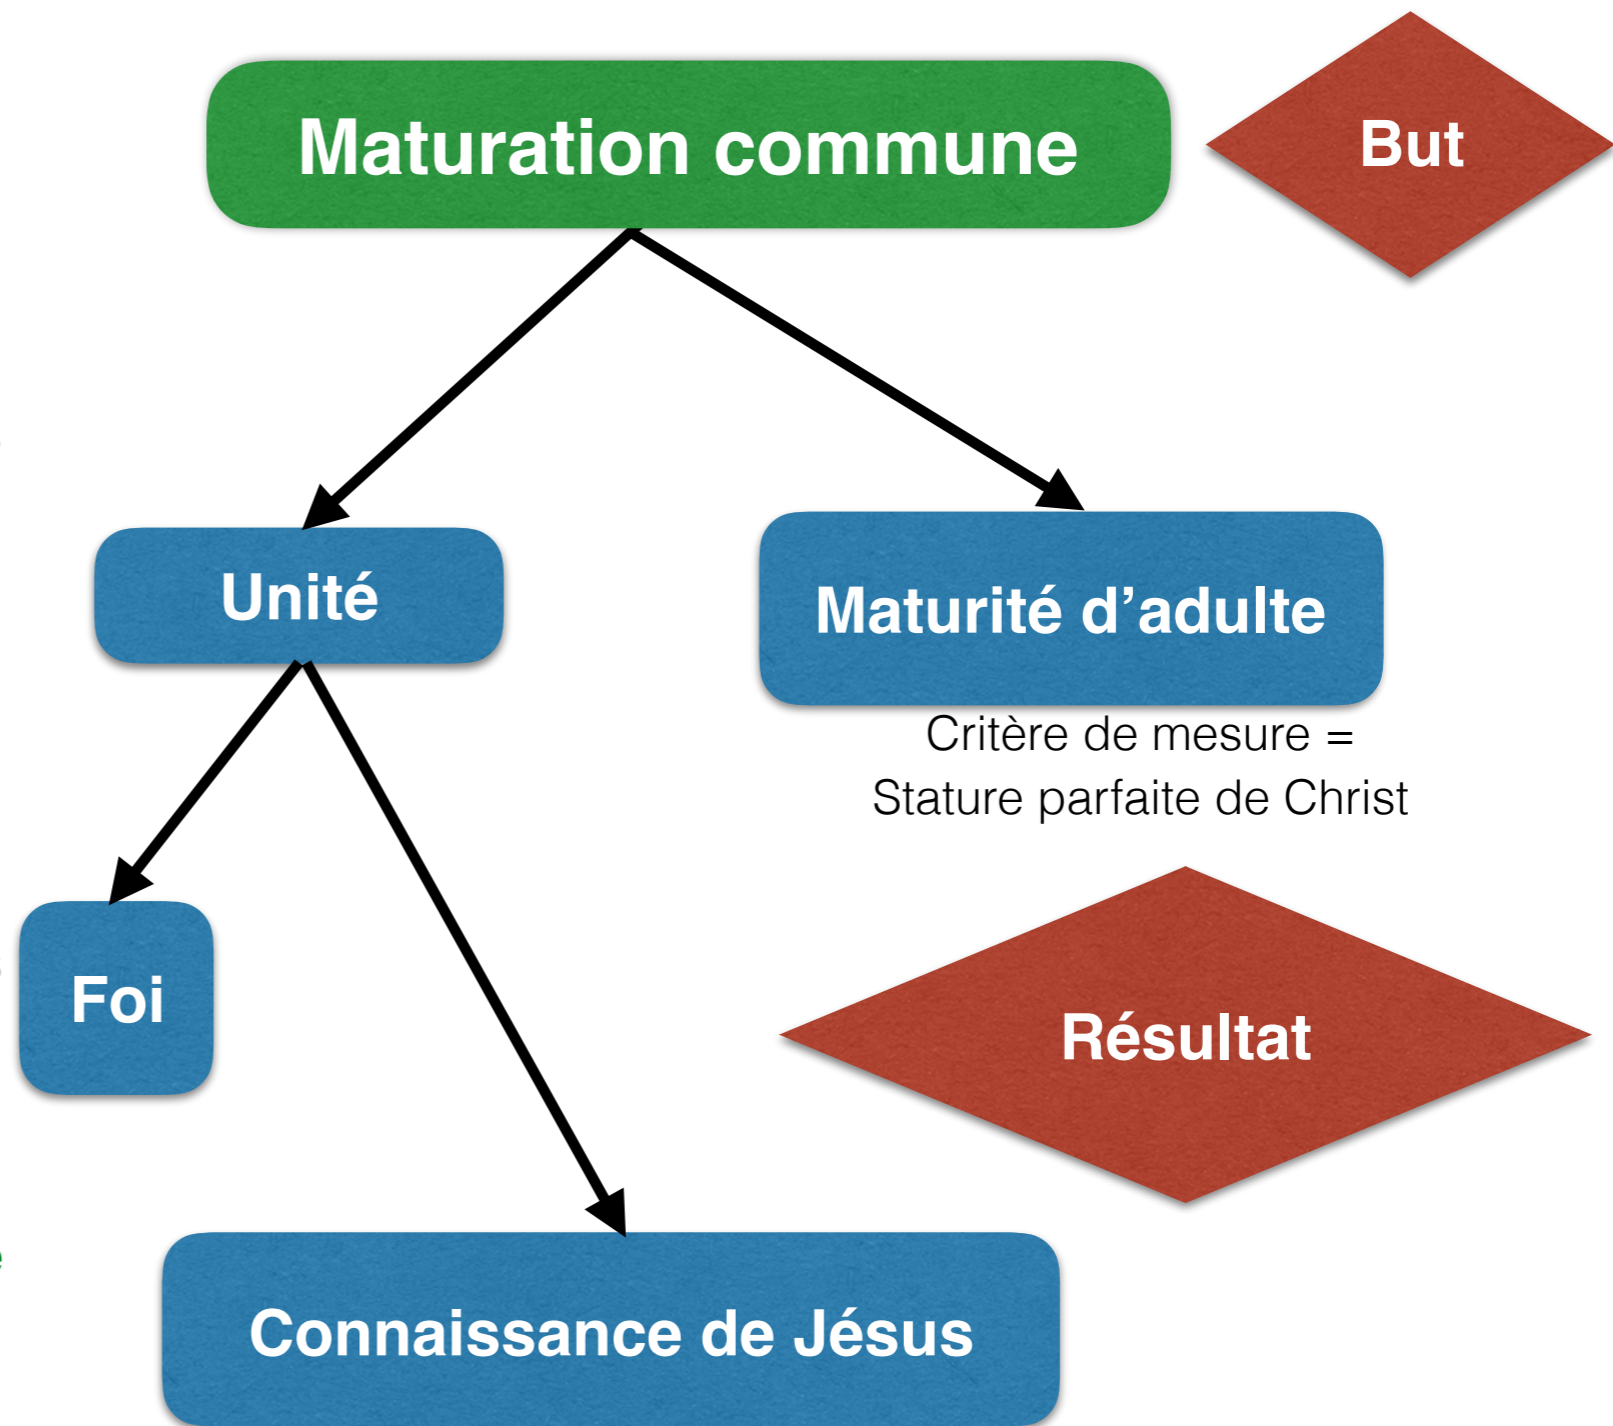 Maturation commune
But
Unité
Maturité d’adulte
Critère de mesure =
Stature parfaite de Christ
Foi
Résultat
Connaissance de Jésus